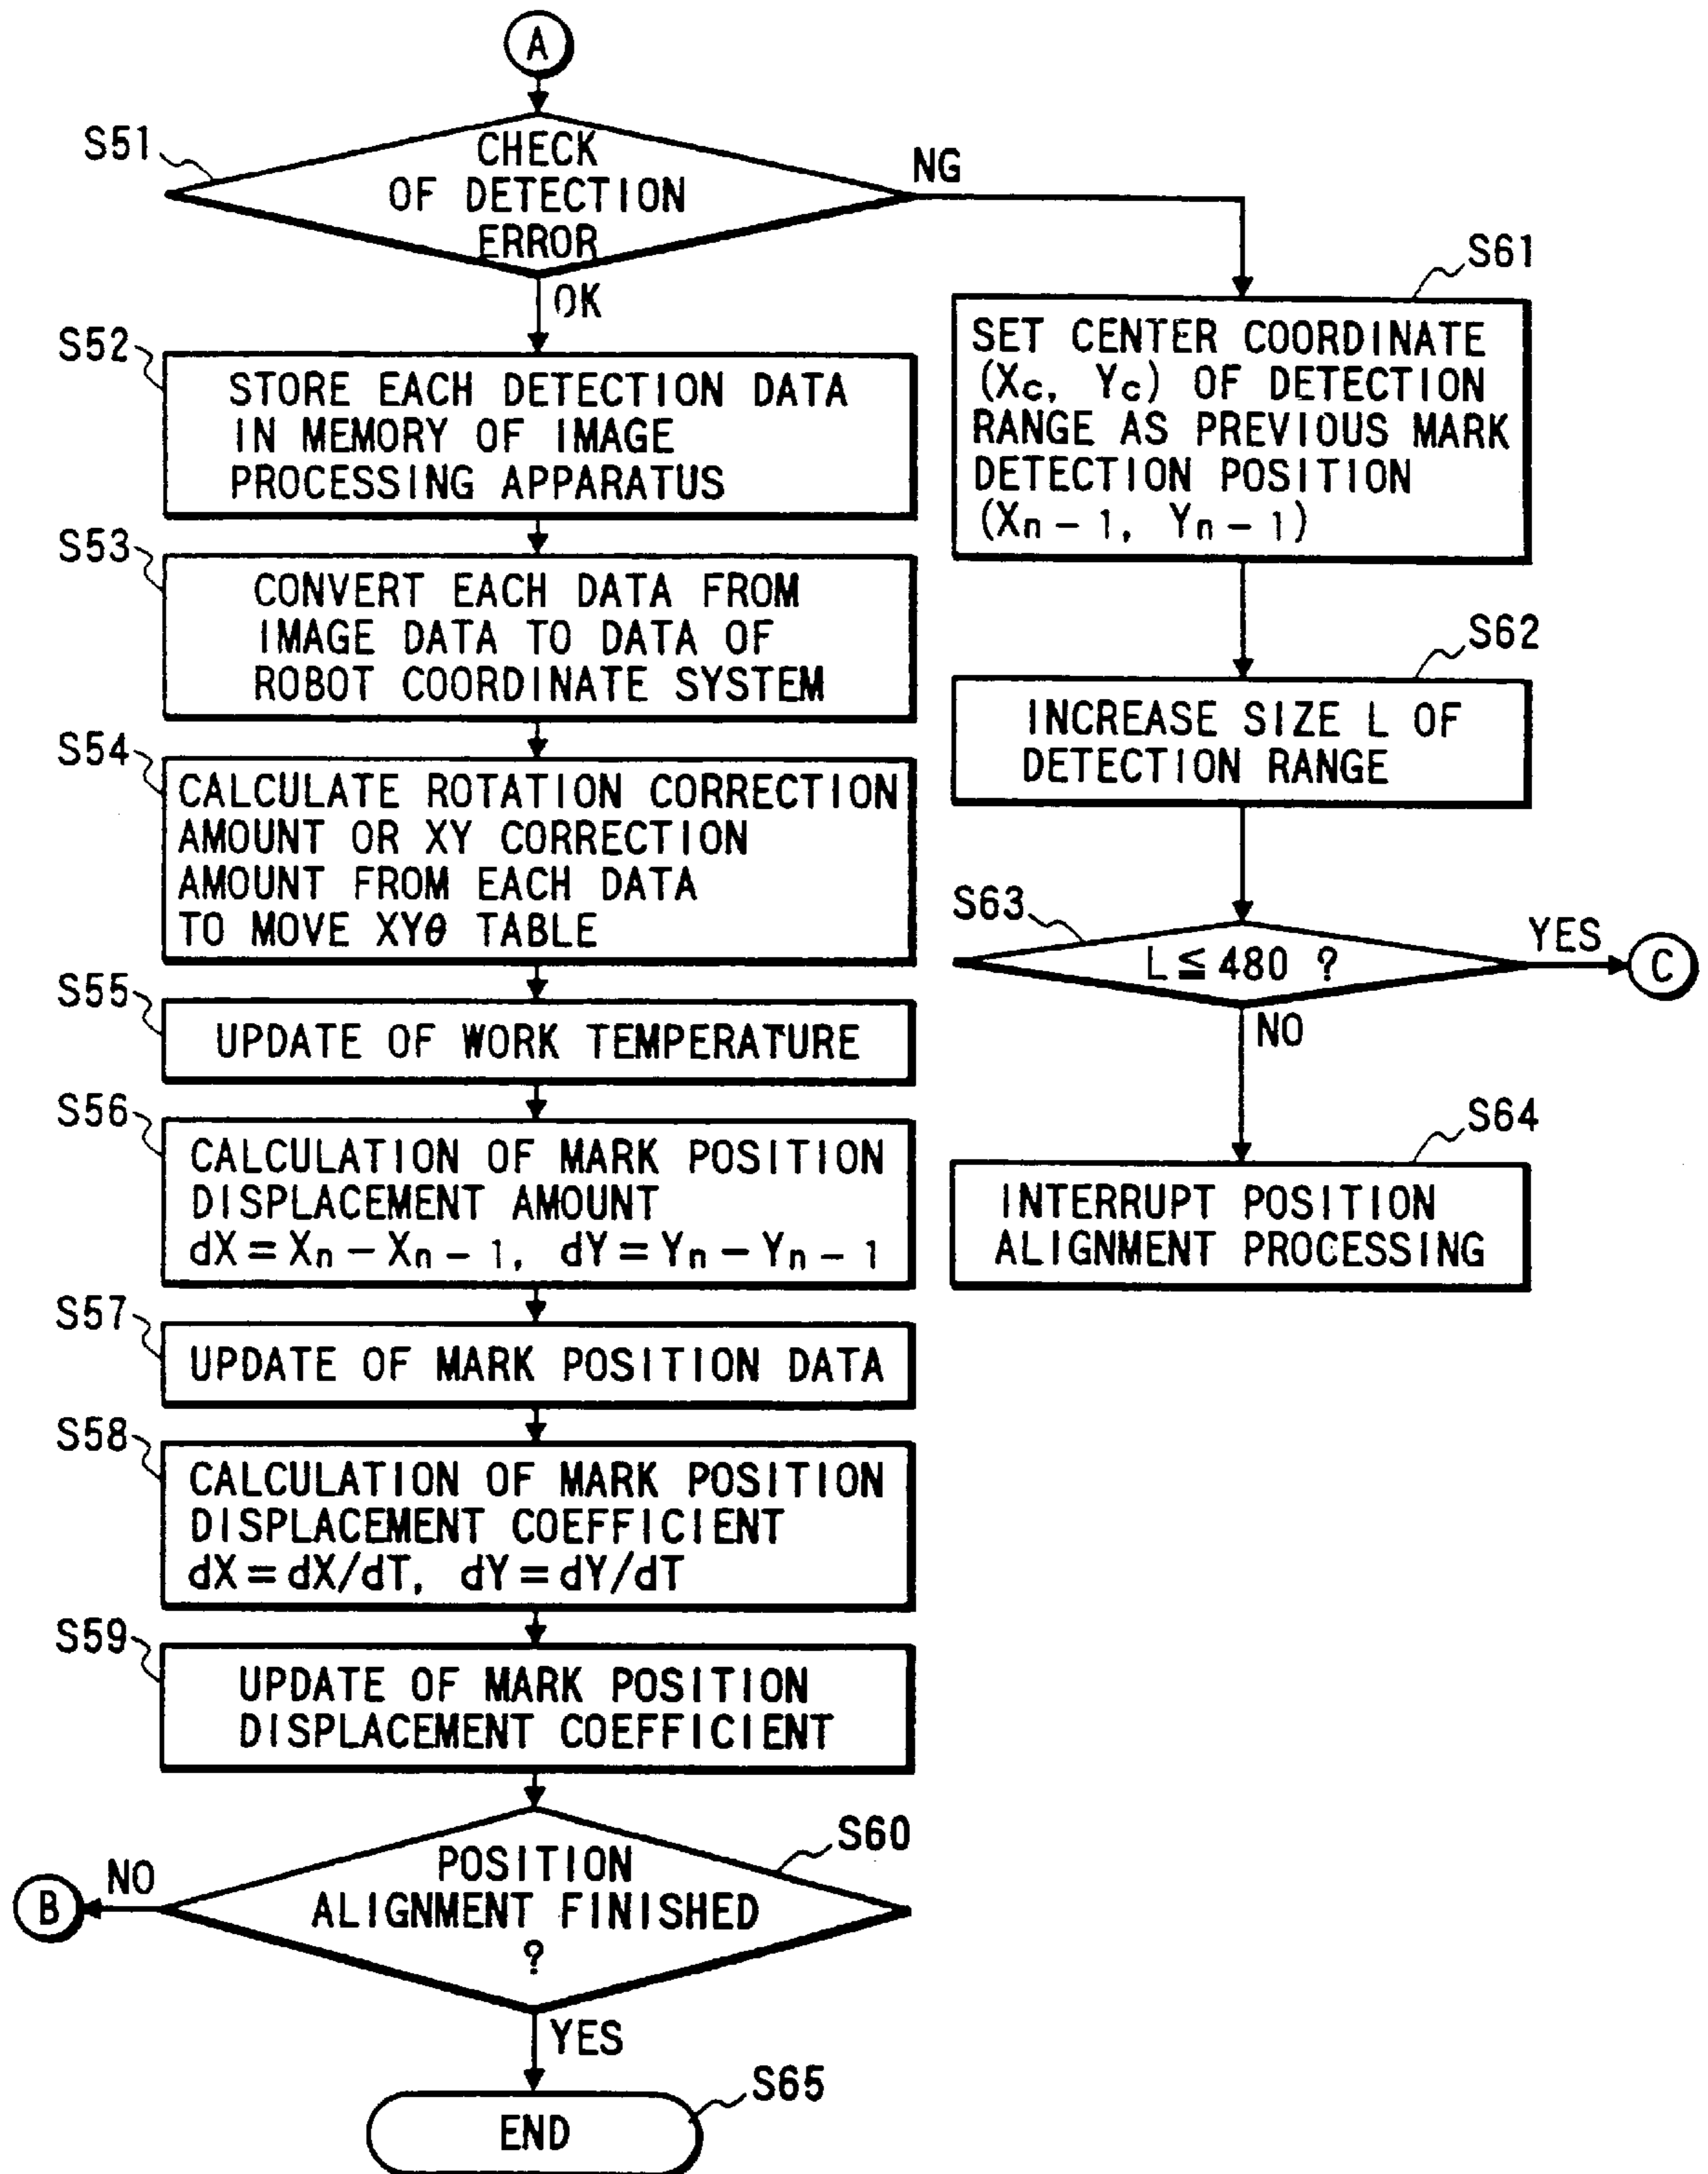 A
S51
CHECK
OF DETECTION
ERROR
NG
OK
S52
STORE EACH DETECTION DATA
IN MEMORY OF IMAGE
PROCESSING APPARATUS
S53
CONVERT EACH DATA FROM
IMAGE DATA TO DATA OF
ROBOT COORDINATE SYSTEM
S54
CALCULATE ROTATION CORRECTION
AMOUNT OR XY CORRECTION
AMOUNT FROM EACH DATA
TO MOVE XYθ TABLE
S55
UPDATE OF WORK TEMPERATURE
S56
CALCULATION OF MARK POSITION
DISPLACEMENT AMOUNT
dX = Xn - Xn - 1, dY = Yn - Yn - 1
S57
UPDATE OF MARK POSITION DATA
S58
CALCULATION OF MARK POSITION
DISPLACEMENT COEFFICIENT
dX = dX/dT, dY = dY/dT
S59
UPDATE OF MARK POSITION
DISPLACEMENT COEFFICIENT
S60
POSITION
ALIGNMENT FINISHED
?
NO
B
YES
S65
END
S61
SET CENTER COORDINATE
(Xc, Yc) OF DETECTION
RANGE AS PREVIOUS MARK
DETECTION POSITION
(Xn - 1, Yn - 1)
S62
INCREASE SIZE L OF
DETECTION RANGE
S63
L ≦ 480 ?
YES
C
NO
S64
INTERRUPT POSITION
ALIGNMENT PROCESSING